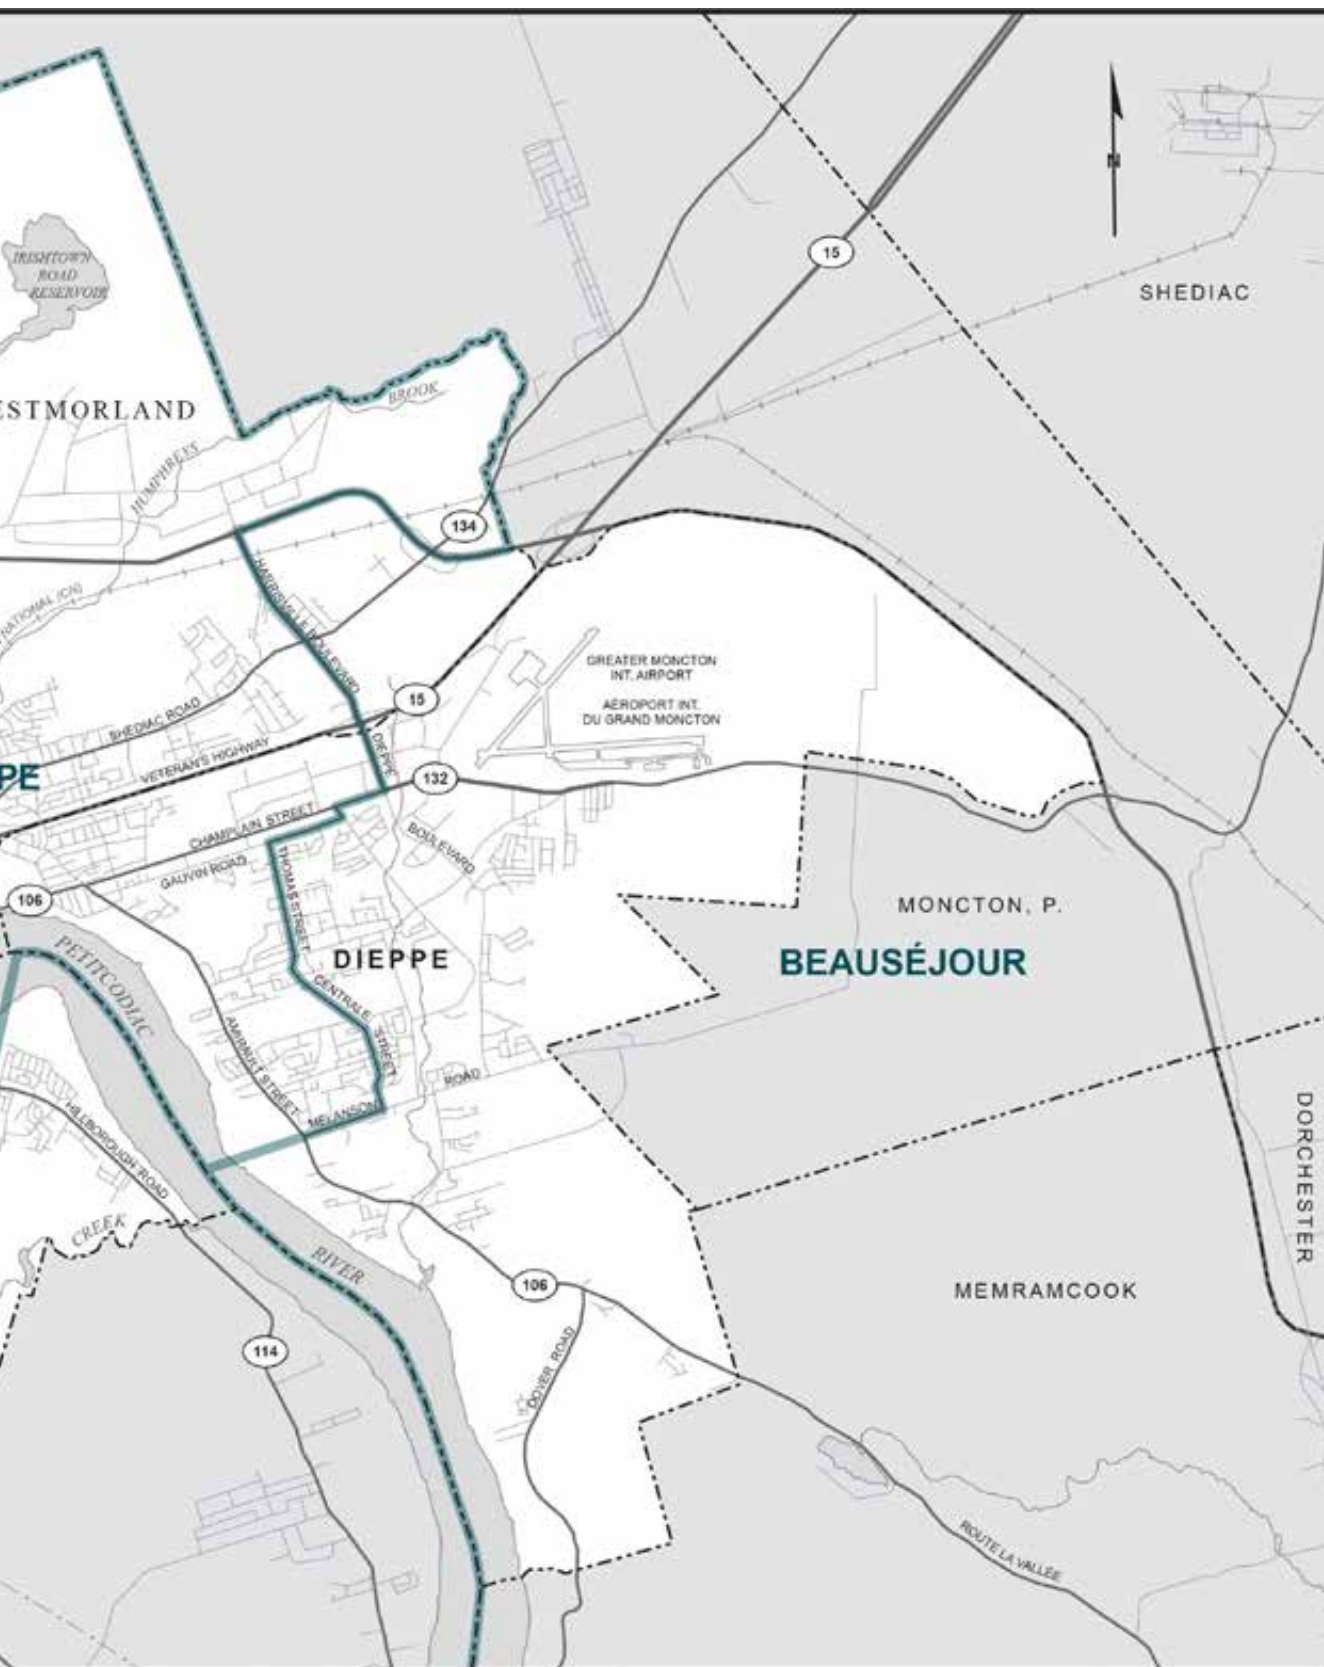 N
15
SHEDIAC
IRISHTOWN
ROAD
RESERVOIR
ESTMORLAND
BROOK
HUMPHREYS
134
NATIONAL (CN)
HARRISVILLE BOULEVARD
GREATER MONCTON
INT. AIRPORT
AÉROPORT INT.
DU GRAND MONCTON
15
SHEDIAC ROAD
VETERAN'S HIGHWAY
DIEPPE
PE
132
CHAMPLAIN STREET
BOULEVARD
GAUVIN ROAD
THOMAS STREET
106
MONCTON, P.
PETITCODIAC
DIEPPE
BEAUSÉJOUR
CENTRALE STREET
AMIRAULT STREET
ROAD
MELANSON
HILLBOROUGH ROAD
DORCHESTER
CREEK
RIVER
106
MEMRAMCOOK
114
DOVER ROAD
ROUTE LA VALLÉE